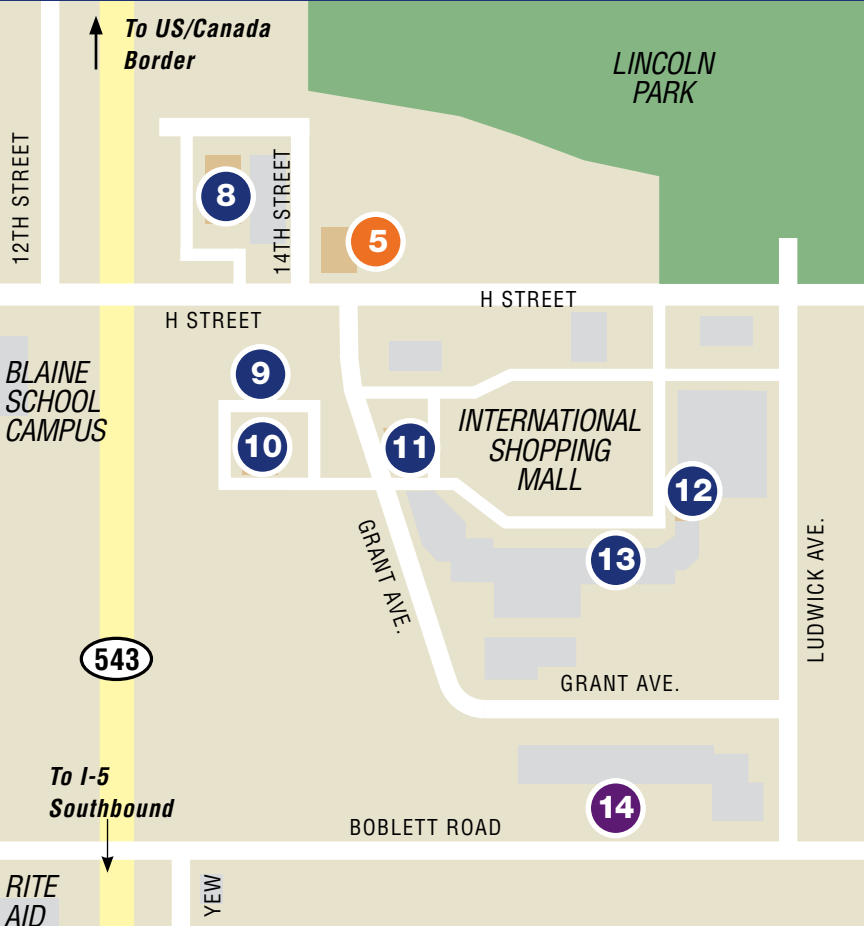 To US/Canada
Border
LINCOLN
PARK
12TH STREET
14TH STREET
8
5
H STREET
H STREET
BLAINE
SCHOOL
CAMPUS
9
10
11
INTERNATIONAL
SHOPPING
MALL
12
13
GRANT AVE.
LUDWICK AVE.
543
GRANT AVE.
To I-5
Southbound
14
BOBLETT ROAD
RITE
AID
YEW